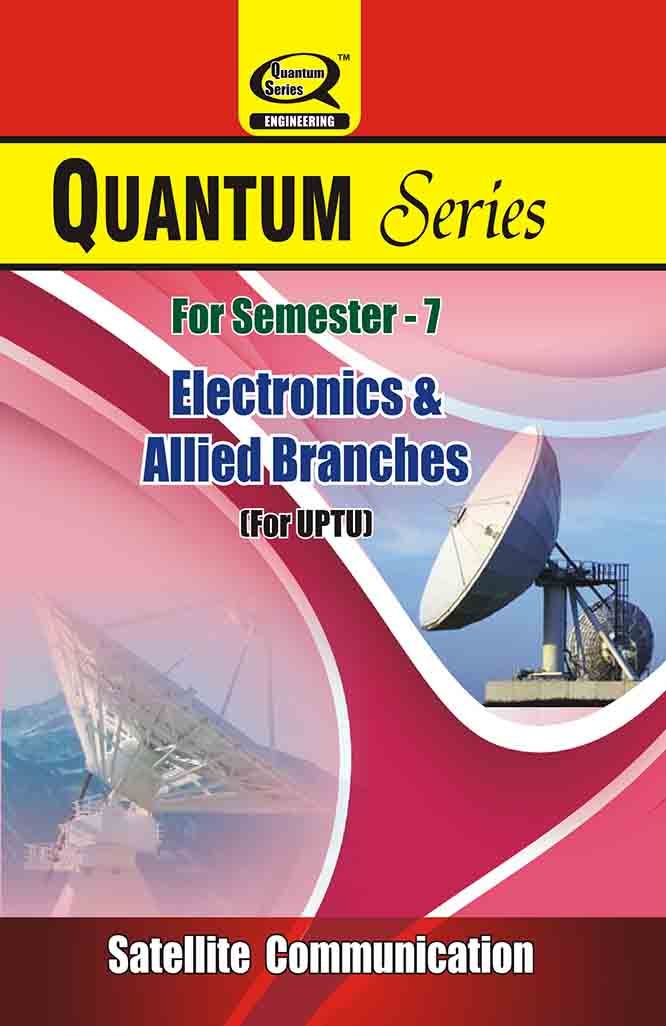 Quantum
Series
TM
ENGINEERING
QUANTUM Series
For Semester - 7
Electronics &
Allied Branches
(For UPTU)
Satellite Communication